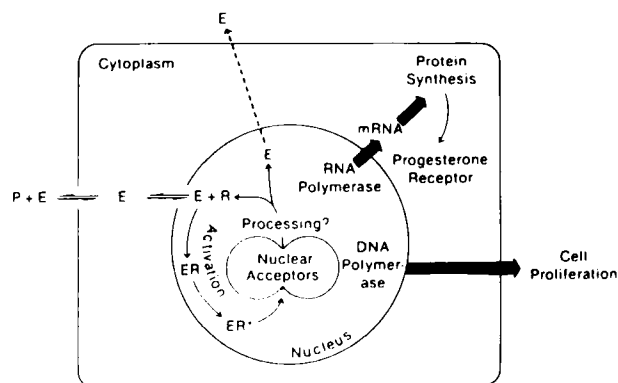 E
Cytoplasm
Protein
Synthesis
mRNA
E
RNA
Polymerase
Progesterone
Receptor
P + E
E
E + R
Processing?
Activation
Nuclear
Acceptors
DNA
Polymer-
ase
ER
ER*
Nucleus
Cell
Proliferation